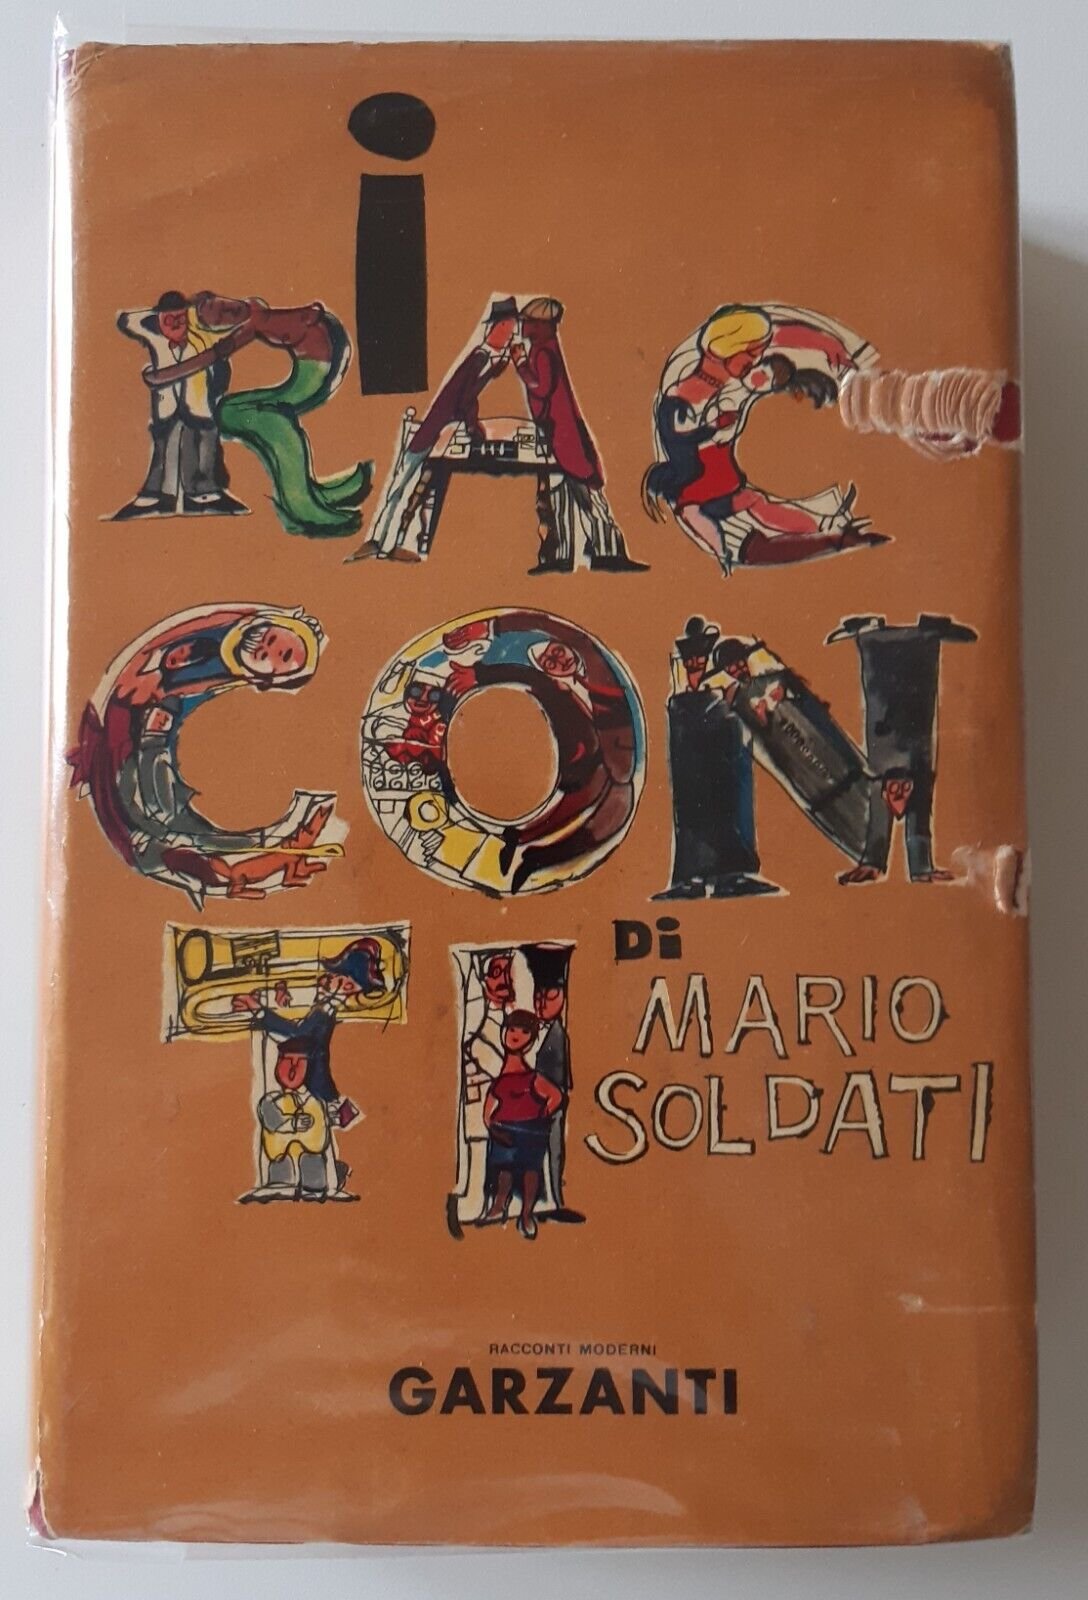 i
RAC
CON
TI
Di
MARIO
SOLDATI
RACCONTI MODERNI
GARZANTI